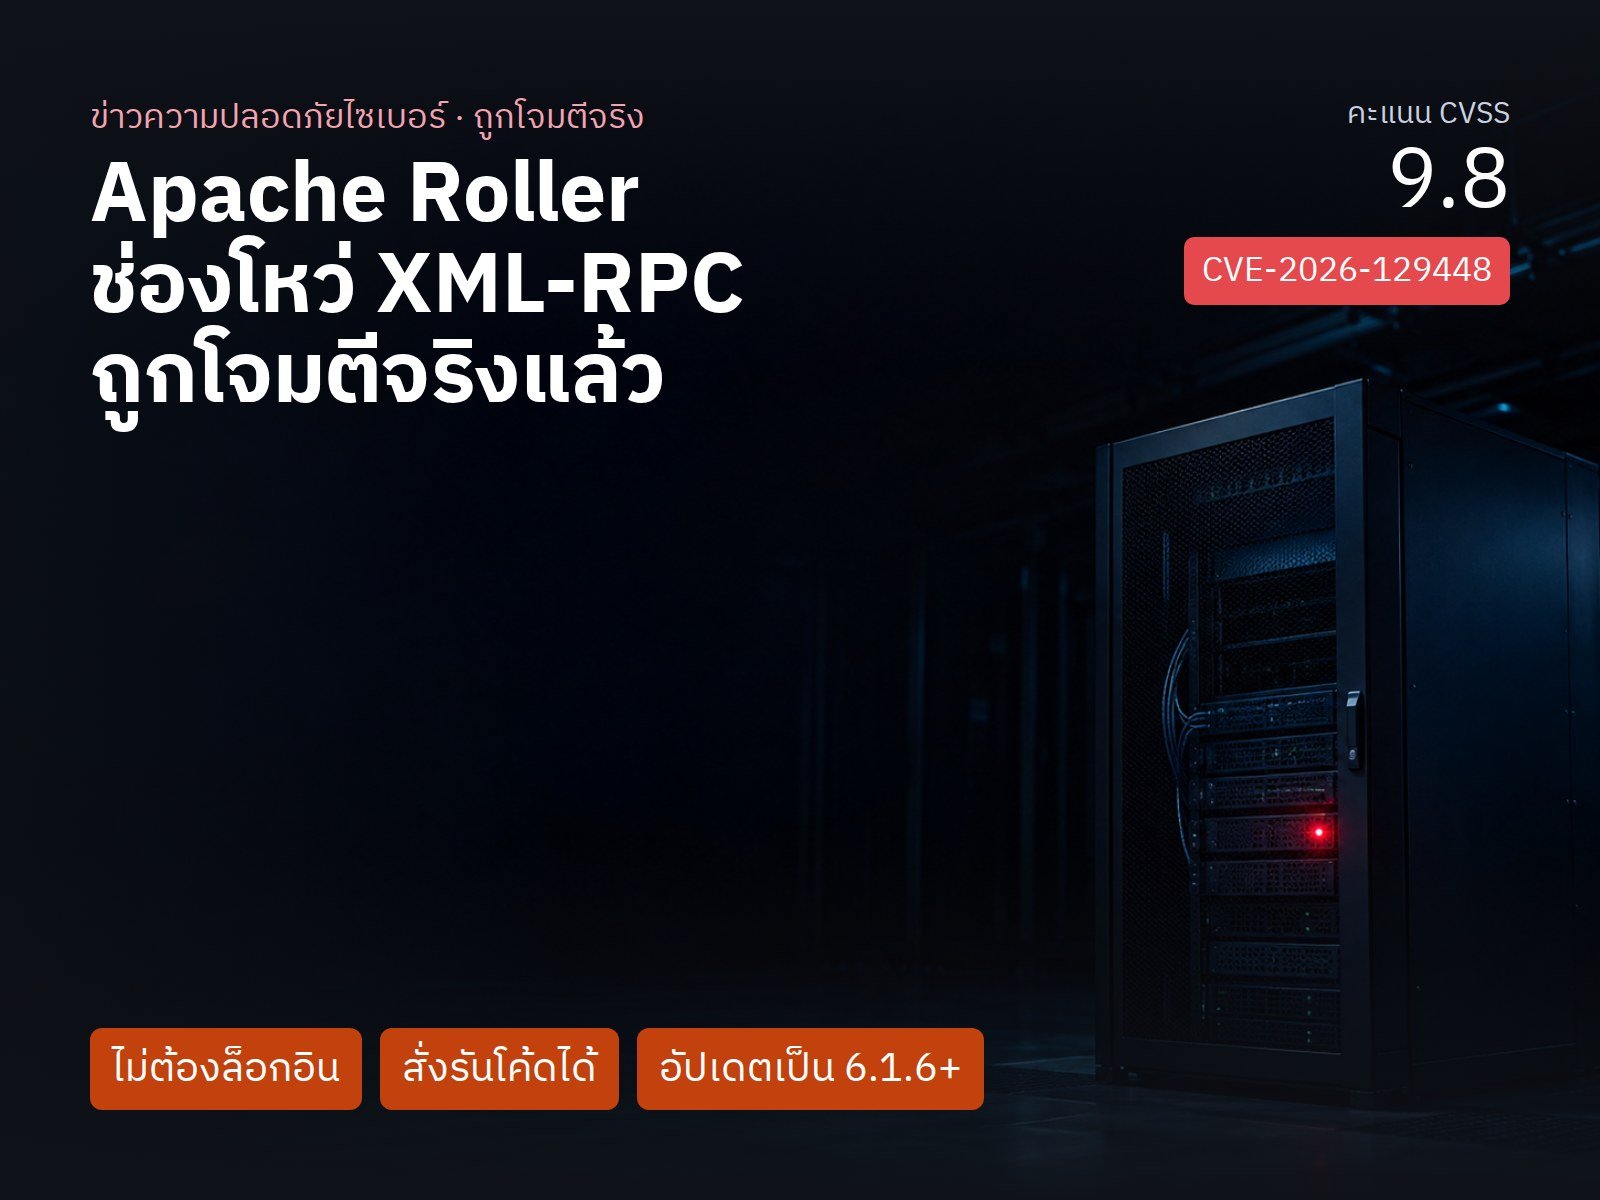 ข่าวความปลอดภัยไซเบอร์ · ถูกโจมตีจริง
Apache Roller
ช่องโหว่ XML-RPC
ถูกโจมตีจริงแล้ว
คะแนน CVSS
9.8
CVE-2026-129448
ไม่ต้องล็อกอิน
สั่งรันโค้ดได้
อัปเดตเป็น 6.1.6+